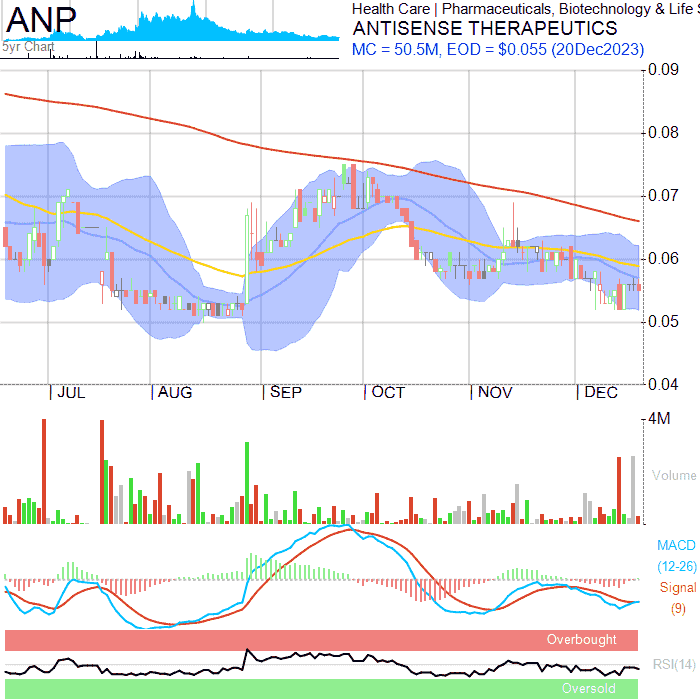 ANP
5yr Chart
Health Care | Pharmaceuticals, Biotechnology & Life S
ANTISENSE THERAPEUTICS
MC = 50.5M, EOD = $0.055 (20Dec2023)
0.09
0.08
0.07
0.06
0.05
0.04
JUL
AUG
SEP
OCT
NOV
DEC
4M
Volume
MACD
(12-26)
Signal
(9)
Overbought
RSI(14)
Oversold